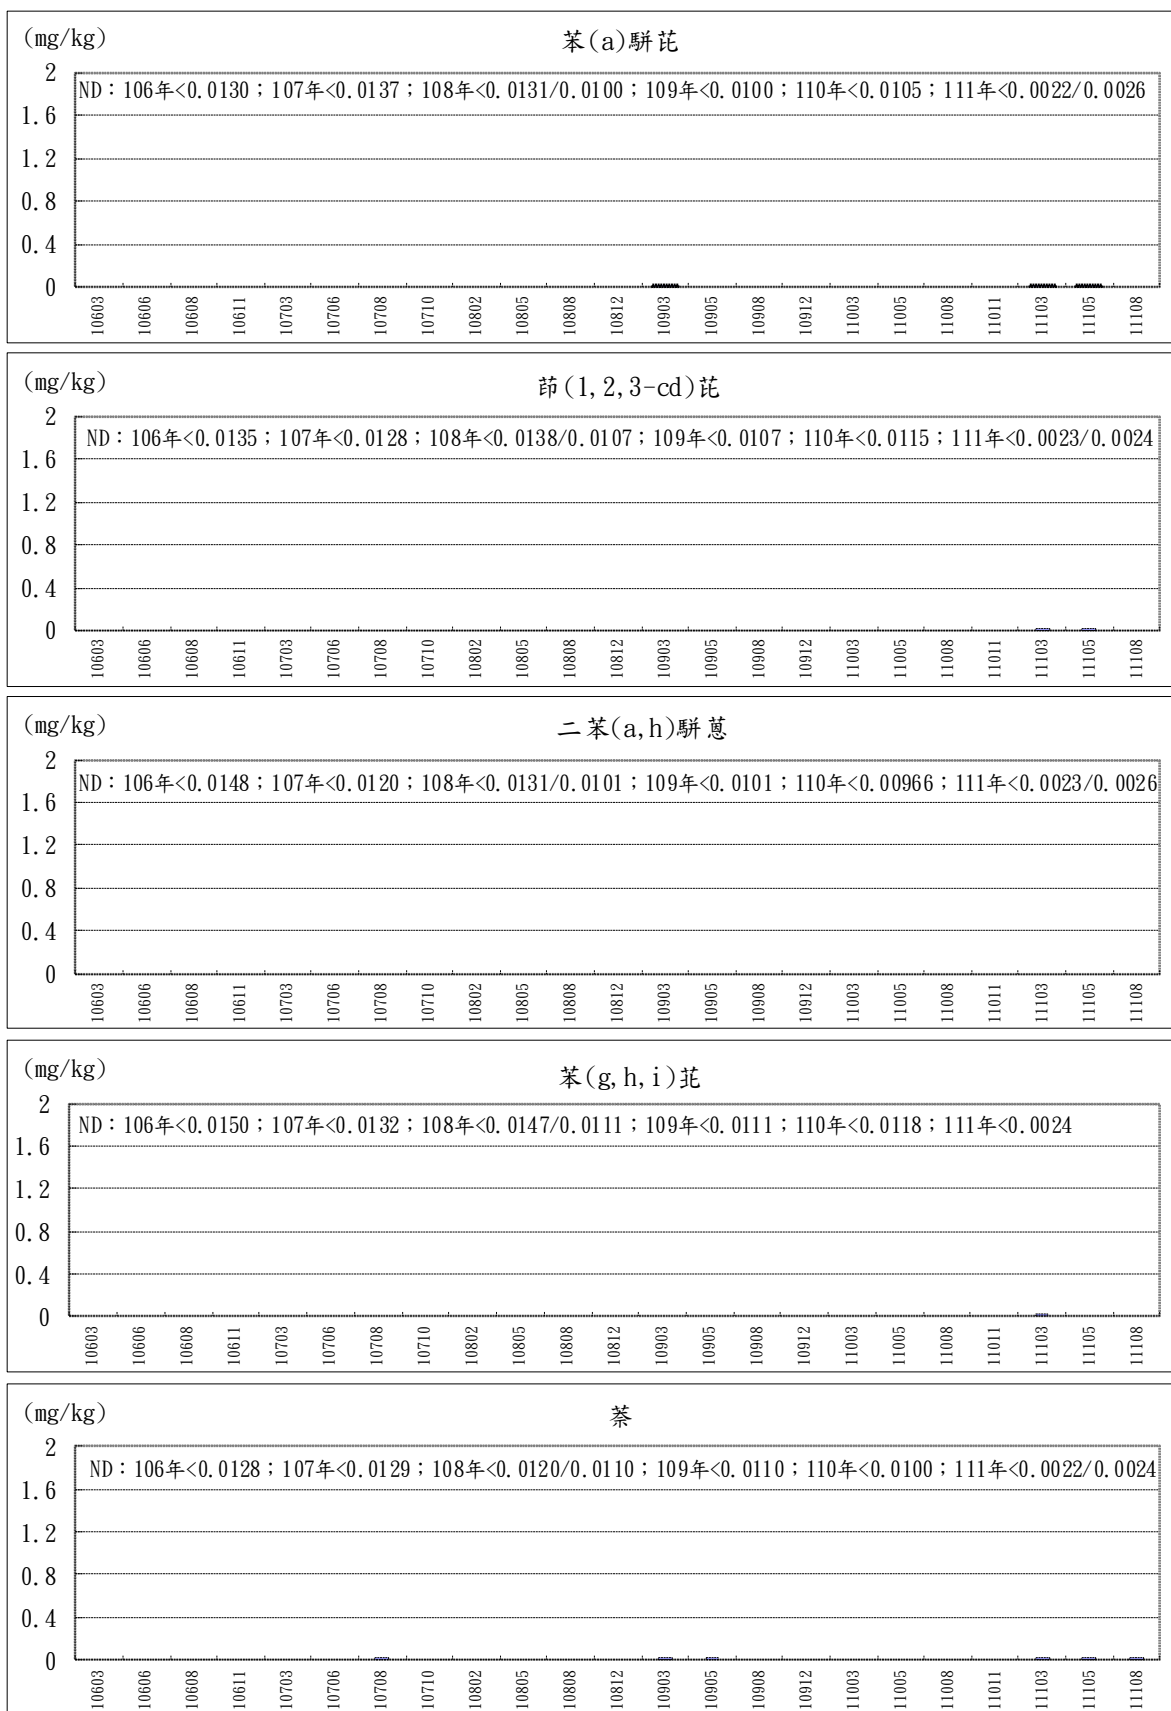 (mg/kg)
苯(a)駢芘
2
ND：106年<0.0130；107年<0.0137；108年<0.0131/0.0100；109年<0.0100；110年<0.0105；111年<0.0022/0.0026
1.6
1.2
0.8
0.4
0
10603 10606 10608 10611 10703 10706 10708 10710 10802 10805 10808 10812 10903 10905 10908 10912 11003 11005 11008 11011 11103 11105 11108
(mg/kg)
茚(1,2,3-cd)芘
2
ND：106年<0.0135；107年<0.0128；108年<0.0138/0.0107；109年<0.0107；110年<0.0115；111年<0.0023/0.0024
1.6
1.2
0.8
0.4
0
10603 10606 10608 10611 10703 10706 10708 10710 10802 10805 10808 10812 10903 10905 10908 10912 11003 11005 11008 11011 11103 11105 11108
(mg/kg)
二苯(a,h)駢蒽
2
ND：106年<0.0148；107年<0.0120；108年<0.0131/0.0101；109年<0.0101；110年<0.00966；111年<0.0023/0.0026
1.6
1.2
0.8
0.4
0
10603 10606 10608 10611 10703 10706 10708 10710 10802 10805 10808 10812 10903 10905 10908 10912 11003 11005 11008 11011 11103 11105 11108
(mg/kg)
苯(g,h,i)苝
2
ND：106年<0.0150；107年<0.0132；108年<0.0147/0.0111；109年<0.0111；110年<0.0118；111年<0.0024
1.6
1.2
0.8
0.4
0
10603 10606 10608 10611 10703 10706 10708 10710 10802 10805 10808 10812 10903 10905 10908 10912 11003 11005 11008 11011 11103 11105 11108
(mg/kg)
萘
2
ND：106年<0.0128；107年<0.0129；108年<0.0120/0.0110；109年<0.0110；110年<0.0100；111年<0.0022/0.0024
1.6
1.2
0.8
0.4
0
10603 10606 10608 10611 10703 10706 10708 10710 10802 10805 10808 10812 10903 10905 10908 10912 11003 11005 11008 11011 11103 11105 11108